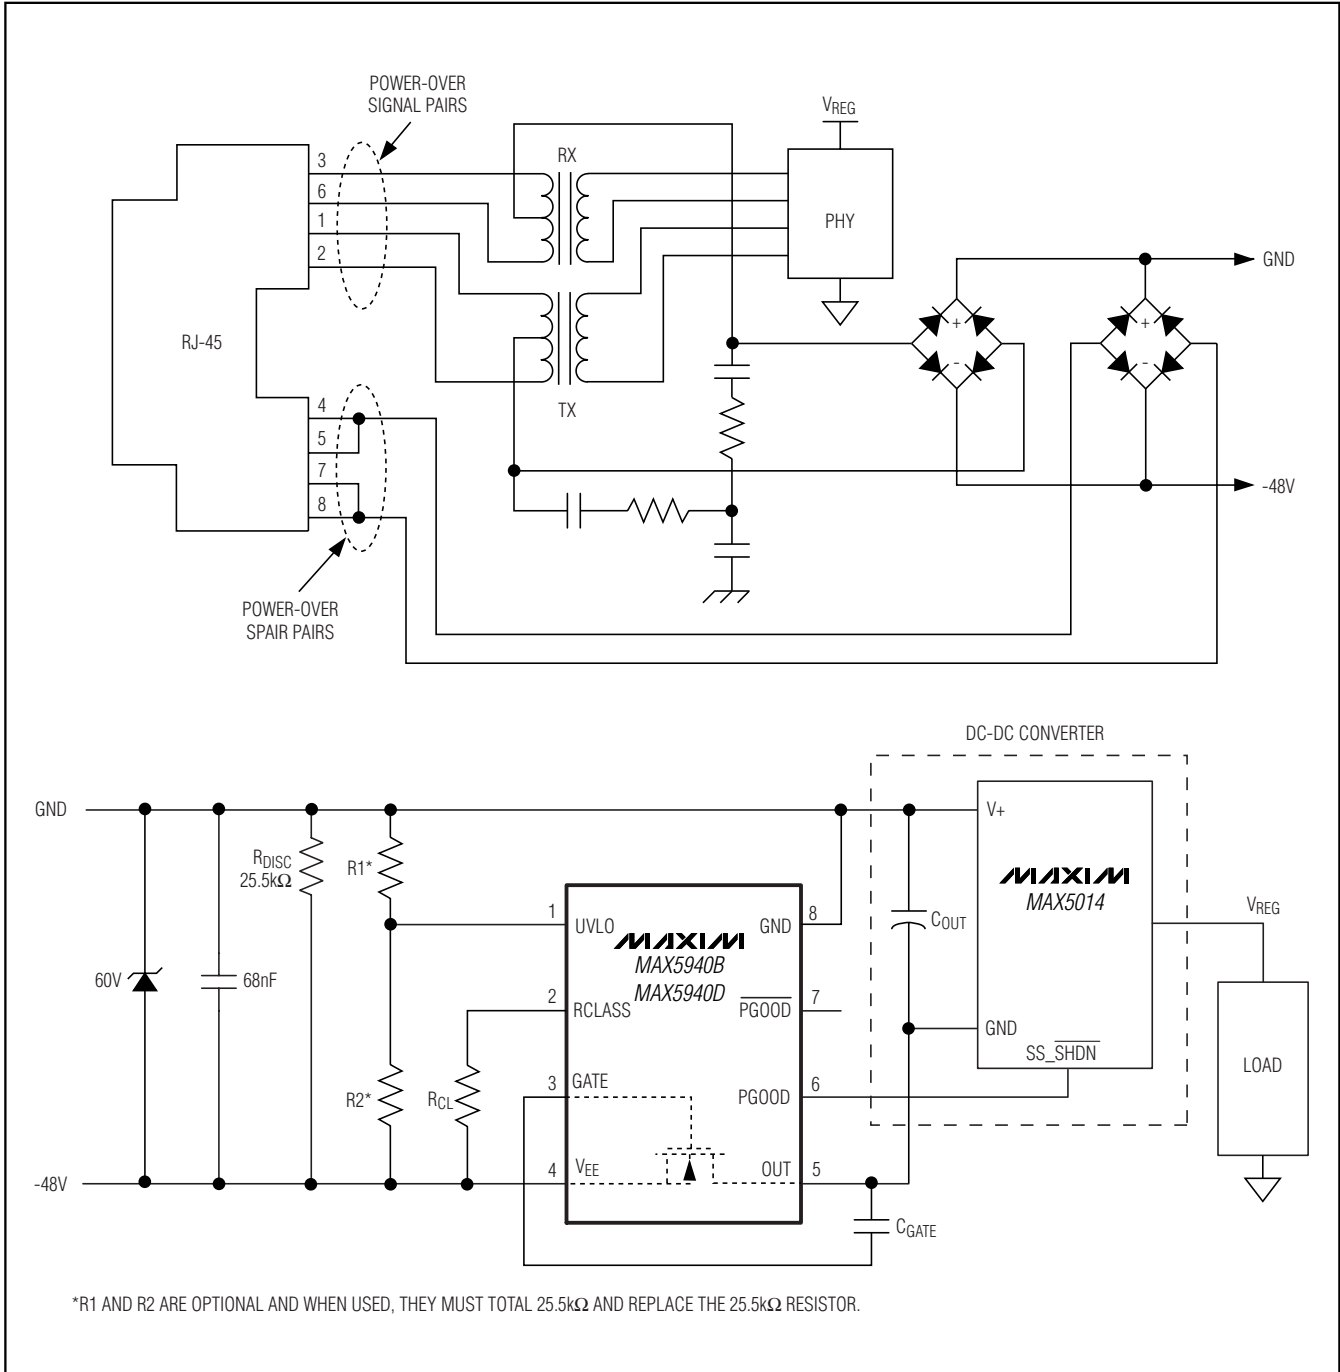 POWER-OVER
SIGNAL PAIRS
VREG
RX
3
6
1
2
PHY
GND
+
+
RJ-45
-
-
TX
4
5
7
8
-48V
POWER-OVER
SPAIR PAIRS
DC-DC CONVERTER
GND
V+
RDISC
25.5kΩ
R1*
MAXIM
MAX5014
1
UVLO
GND
8
COUT
VREG
MAXIM
MAX5940B
MAX5940D
60V
68nF
2
RCLASS
PGOOD
7
GND
SS_SHDN
LOAD
3
GATE
R2*
RCL
PGOOD
6
-48V
4
VEE
OUT
5
CGATE
*R1 AND R2 ARE OPTIONAL AND WHEN USED, THEY MUST TOTAL 25.5kΩ AND REPLACE THE 25.5kΩ RESISTOR.